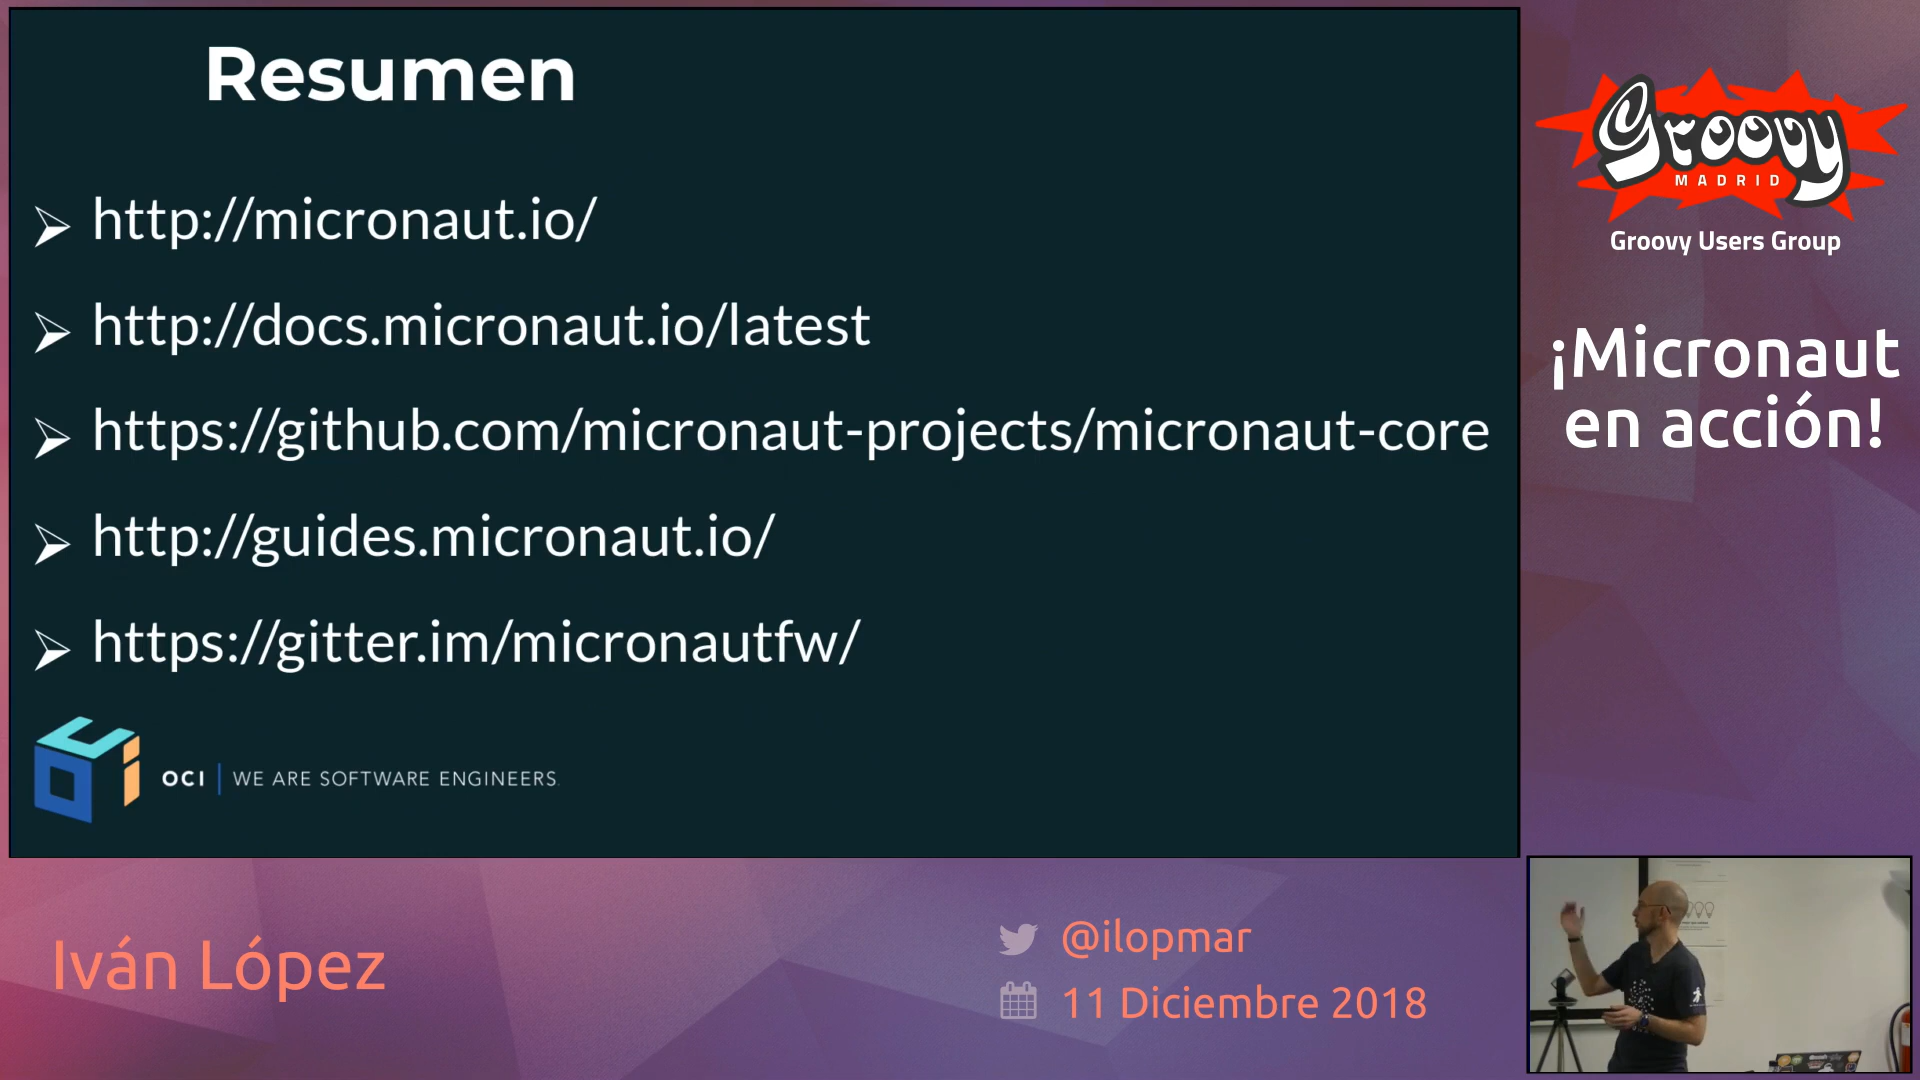 Resumen
http://micronaut.io/
http://docs.micronaut.io/latest
https://github.com/micronaut-projects/micronaut-core
http://guides.micronaut.io/
https://gitter.im/micronautfw/
OCI | WE ARE SOFTWARE ENGINEERS.
Groovy
MADRID
Groovy Users Group
¡Micronaut
en acción!
Iván López
@ilopmar
11 Diciembre 2018